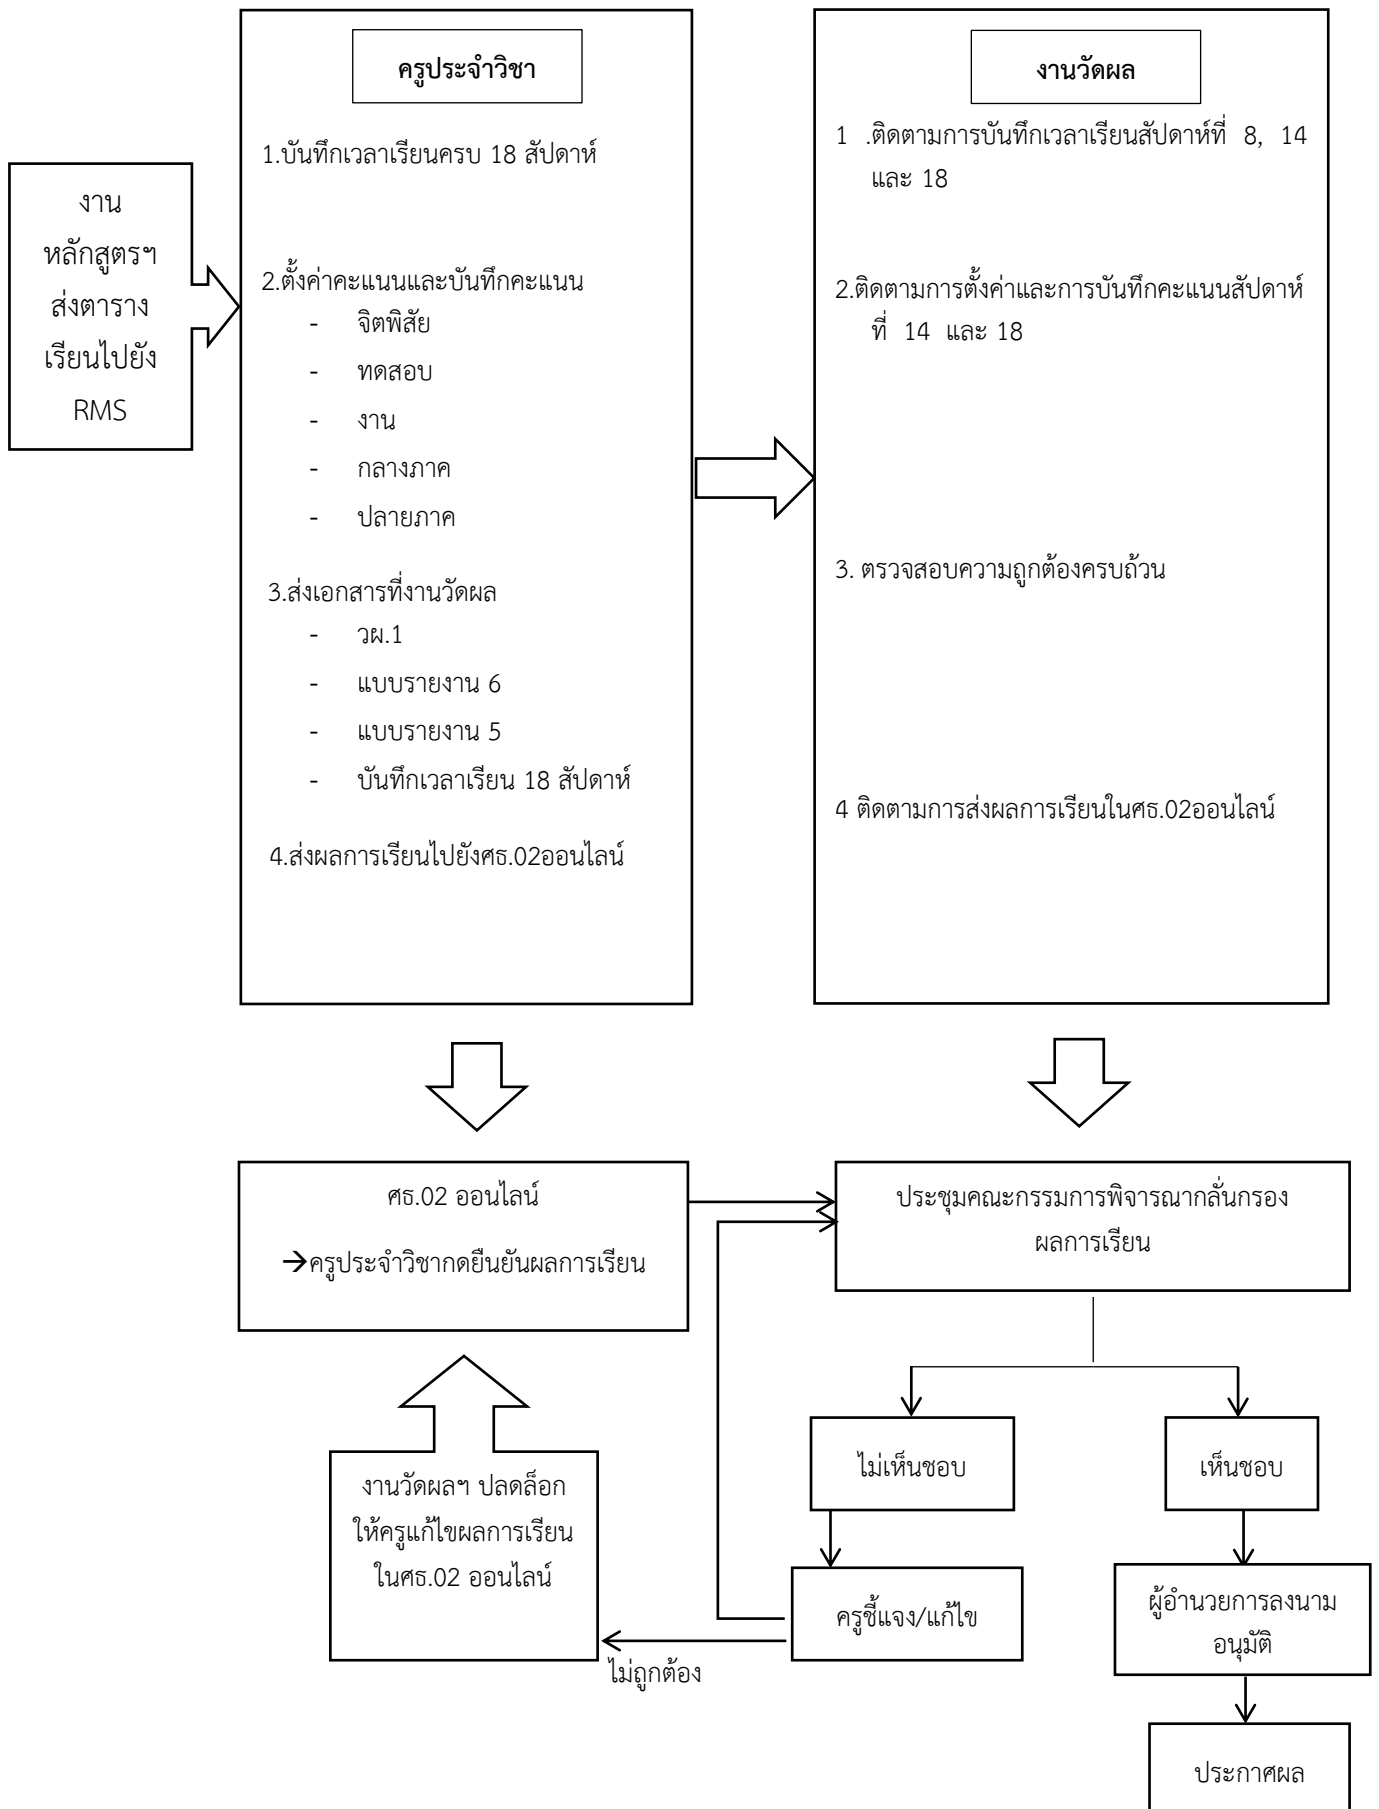 งาน
หลักสูตรฯ
ส่งตาราง
เรียนไปยัง
RMS
ครูประจำวิชา
1.บันทึกเวลาเรียนครบ 18 สัปดาห์
2.ตั้งค่าคะแนนและบันทึกคะแนน
- จิตพิสัย
- ทดสอบ
- งาน
- กลางภาค
- ปลายภาค
3.ส่งเอกสารที่งานวัดผล
- วผ.1
- แบบรายงาน 6
- แบบรายงาน 5
- บันทึกเวลาเรียน 18 สัปดาห์
4.ส่งผลการเรียนไปยังศธ.02ออนไลน์
งานวัดผล
1 .ติดตามการบันทึกเวลาเรียนสัปดาห์ที่ 8, 14
และ 18
2.ติดตามการตั้งค่าและการบันทึกคะแนนสัปดาห์
ที่ 14 และ 18
3. ตรวจสอบความถูกต้องครบถ้วน
4 ติดตามการส่งผลการเรียนในศธ.02ออนไลน์
ศธ.02 ออนไลน์
→ครูประจำวิชากดยืนยันผลการเรียน
ประชุมคณะกรรมการพิจารณากลั่นกรอง
ผลการเรียน
ไม่เห็นชอบ
เห็นชอบ
งานวัดผลฯ ปลดล็อก
ให้ครูแก้ไขผลการเรียน
ในศธ.02 ออนไลน์
ครูชี้แจง/แก้ไข
ไม่ถูกต้อง
ผู้อำนวยการลงนาม
อนุมัติ
ประกาศผล